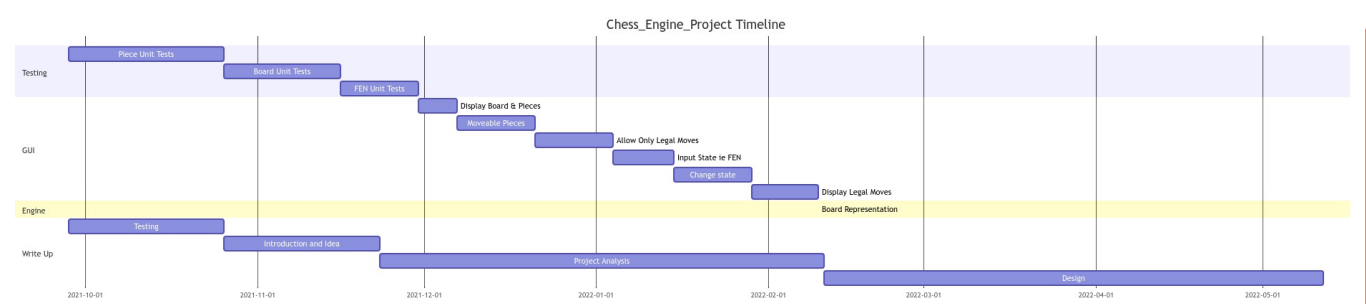 Chess_Engine_Project Timeline
Piece Unit Tests
Board Unit Tests
Testing
FEN Unit Tests
Display Board & Pieces
Moveable Pieces
Allow Only Legal Moves
GUI
Input State ie FEN
Change state
Display Legal Moves
Engine
Board Representation
Testing
Introduction and Idea
Write Up
Project Analysis
Design
2021-10-01 2021-11-01 2021-12-01 2022-01-01 2022-02-01 2022-03-01 2022-04-01 2022-05-01